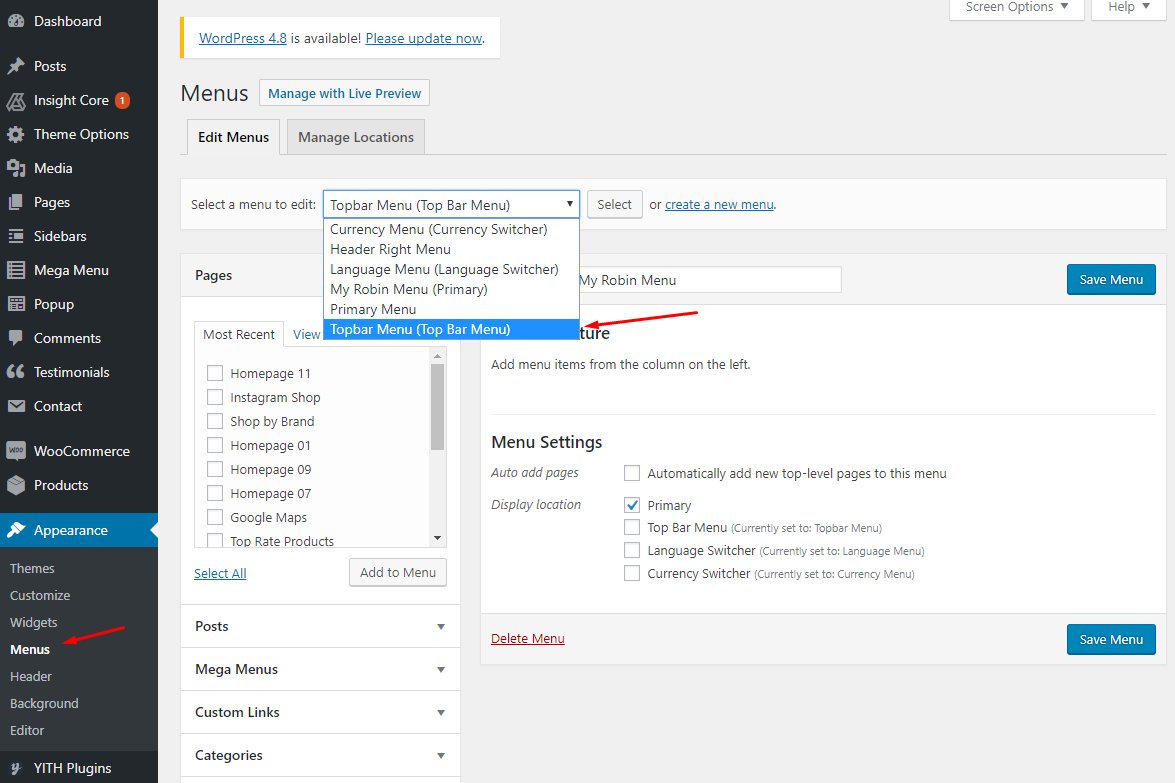 Dashboard
Posts
Insight Core 1
Theme Options
Media
Pages
Sidebars
Mega Menu
Popup
Comments
Testimonials
Contact
WooCommerce
Products
Appearance
Themes
Customize
Widgets
Menus
Header
Background
Editor
YITH Plugins
Screen Options
Help
WordPress 4.8 is available! Please update now.
Menus
Manage with Live Preview
Edit Menus
Manage Locations
Select a menu to edit:
Topbar Menu (Top Bar Menu)
Select
or create a new menu.
Currency Menu (Currency Switcher)
Header Right Menu
Language Menu (Language Switcher)
My Robin Menu (Primary)
Primary Menu
Topbar Menu (Top Bar Menu)
Pages
Most Recent
View
Homepage 11
Instagram Shop
Shop by Brand
Homepage 01
Homepage 09
Homepage 07
Google Maps
Top Rate Products
Select All
Add to Menu
Posts
Mega Menus
Custom Links
Categories
My Robin Menu
Save Menu
ture
Add menu items from the column on the left.
Menu Settings
Auto add pages
Automatically add new top-level pages to this menu
Display location
Primary
Top Bar Menu (Currently set to: Topbar Menu)
Language Switcher (Currently set to: Language Menu)
Currency Switcher (Currently set to: Currency Menu)
Delete Menu
Save Menu